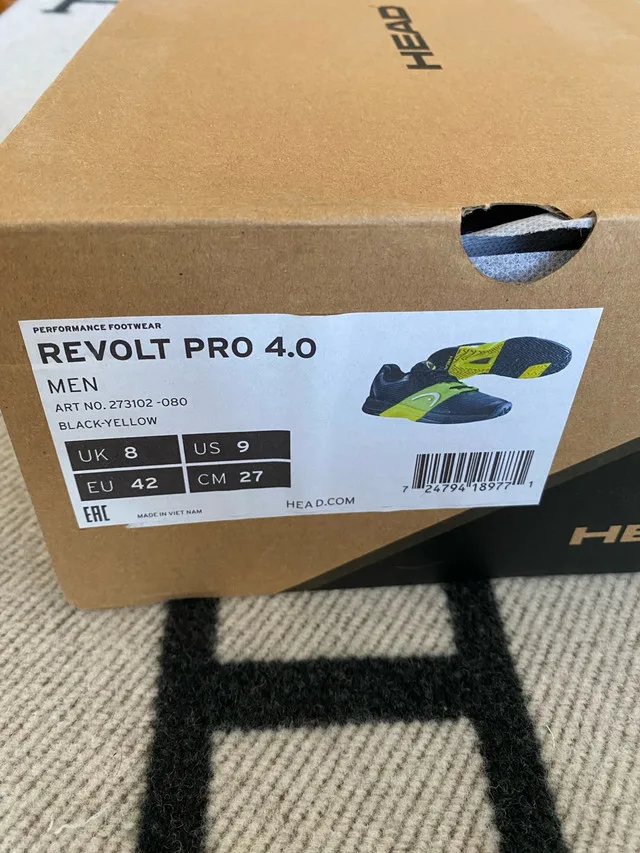 HEAD
PERFORMANCE FOOTWEAR
REVOLT PRO 4.0
MEN
ART NO. 273102-080
BLACK-YELLOW
UK 8 US 9
EU 42 CM 27
EAC MADE IN VIET NAM HEAD.COM
7 24794 18977 1
HE